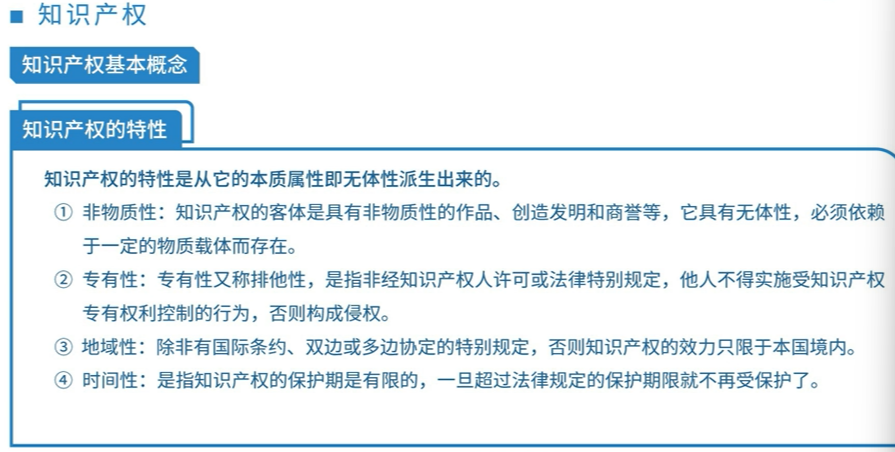 知识产权
知识产权基本概念
知识产权的特性
知识产权的特性是从它的本质属性即无体性派生出来的。
① 非物质性：知识产权的客体是具有非物质性的作品、创造发明和商誉等，它具有无体性，必须依赖
于一定的物质载体而存在。
② 专有性：专有性又称排他性，是指非经知识产权人许可或法律特别规定，他人不得实施受知识产权
专有权利控制的行为，否则构成侵权。
③ 地域性：除非有国际条约、双边或多边协定的特别规定，否则知识产权的效力只限于本国境内。
④ 时间性：是指知识产权的保护期是有限的，一旦超过法律规定的保护期限就不再受保护了。